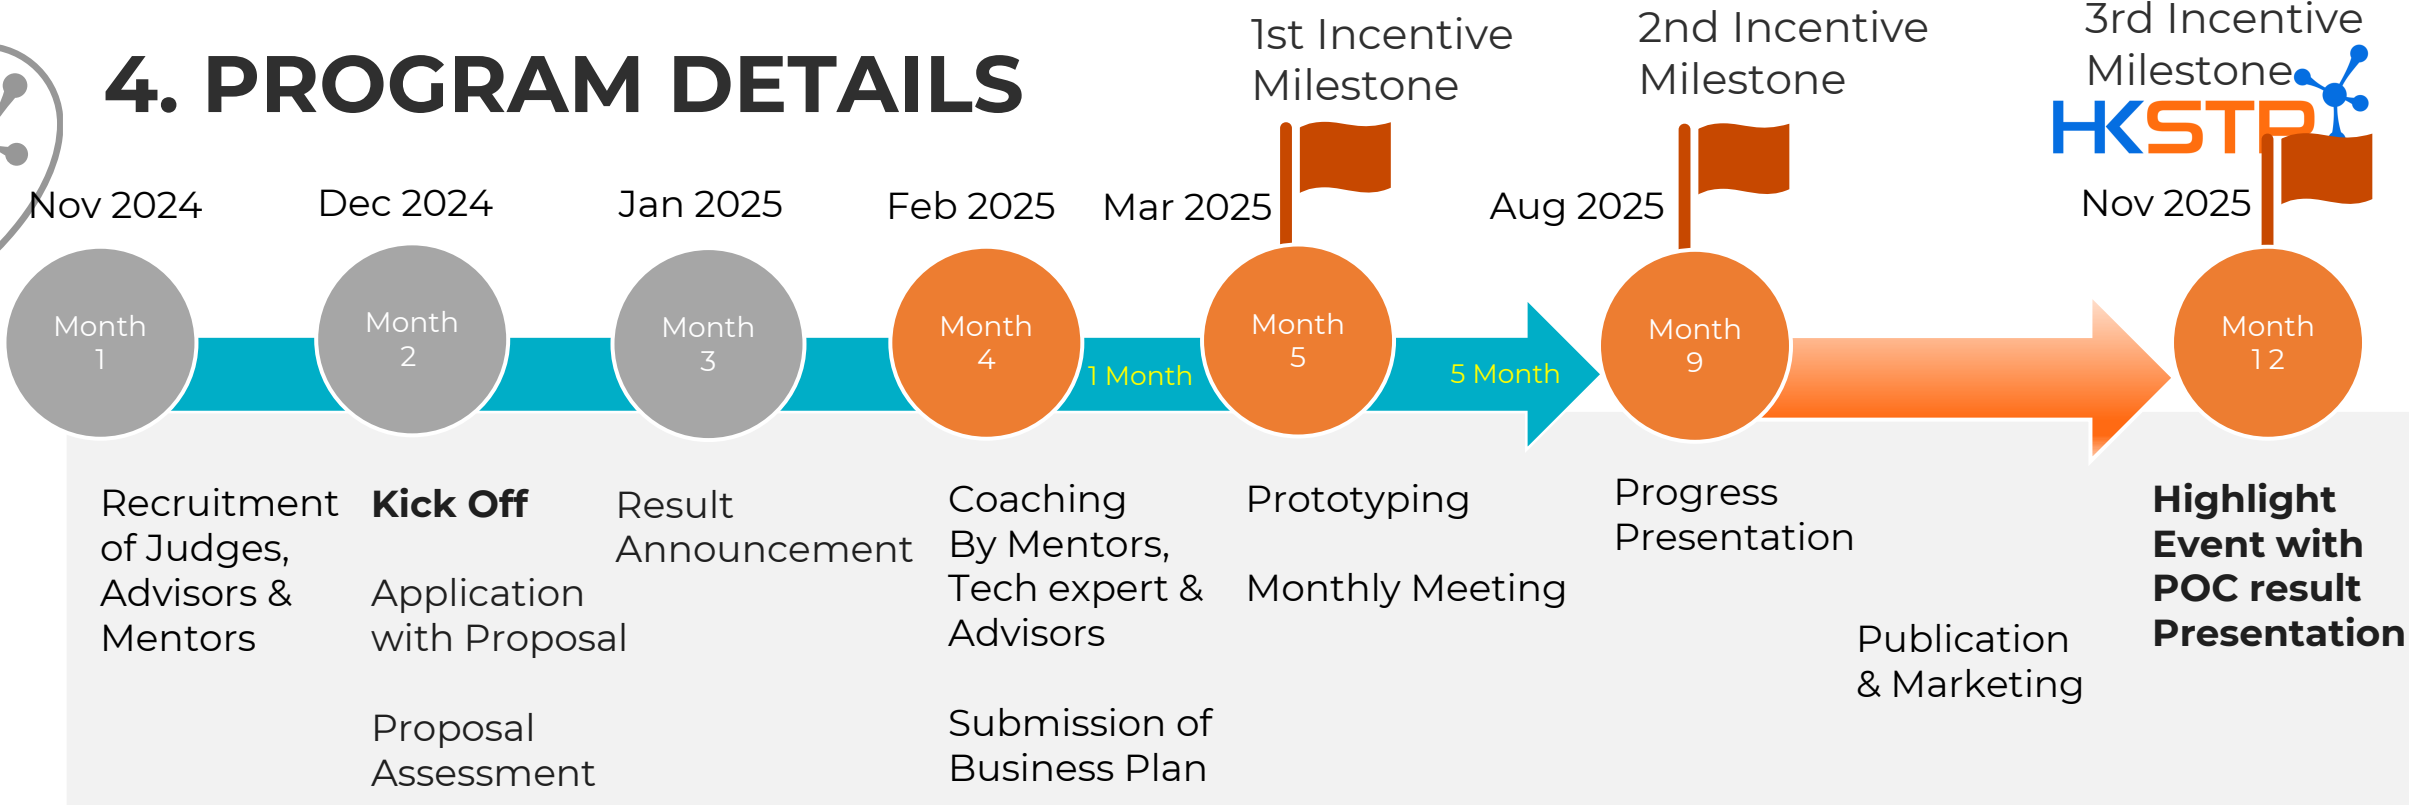 4. PROGRAM DETAILS
1st Incentive
Milestone
2nd Incentive
Milestone
3rd Incentive
Milestone
HKSTP
Nov 2024
Dec 2024
Jan 2025
Feb 2025
Mar 2025
Aug 2025
Nov 2025
Month
1
Month
2
Month
3
Month
4
1 Month
Month
5
5 Month
Month
9
Month
12
Recruitment
of Judges,
Advisors &
Mentors
Kick Off
Application
with Proposal
Proposal
Assessment
Result
Announcement
Coaching
By Mentors,
Tech expert &
Advisors
Submission of
Business Plan
Prototyping
Monthly Meeting
Progress
Presentation
Publication
& Marketing
Highlight
Event with
POC result
Presentation